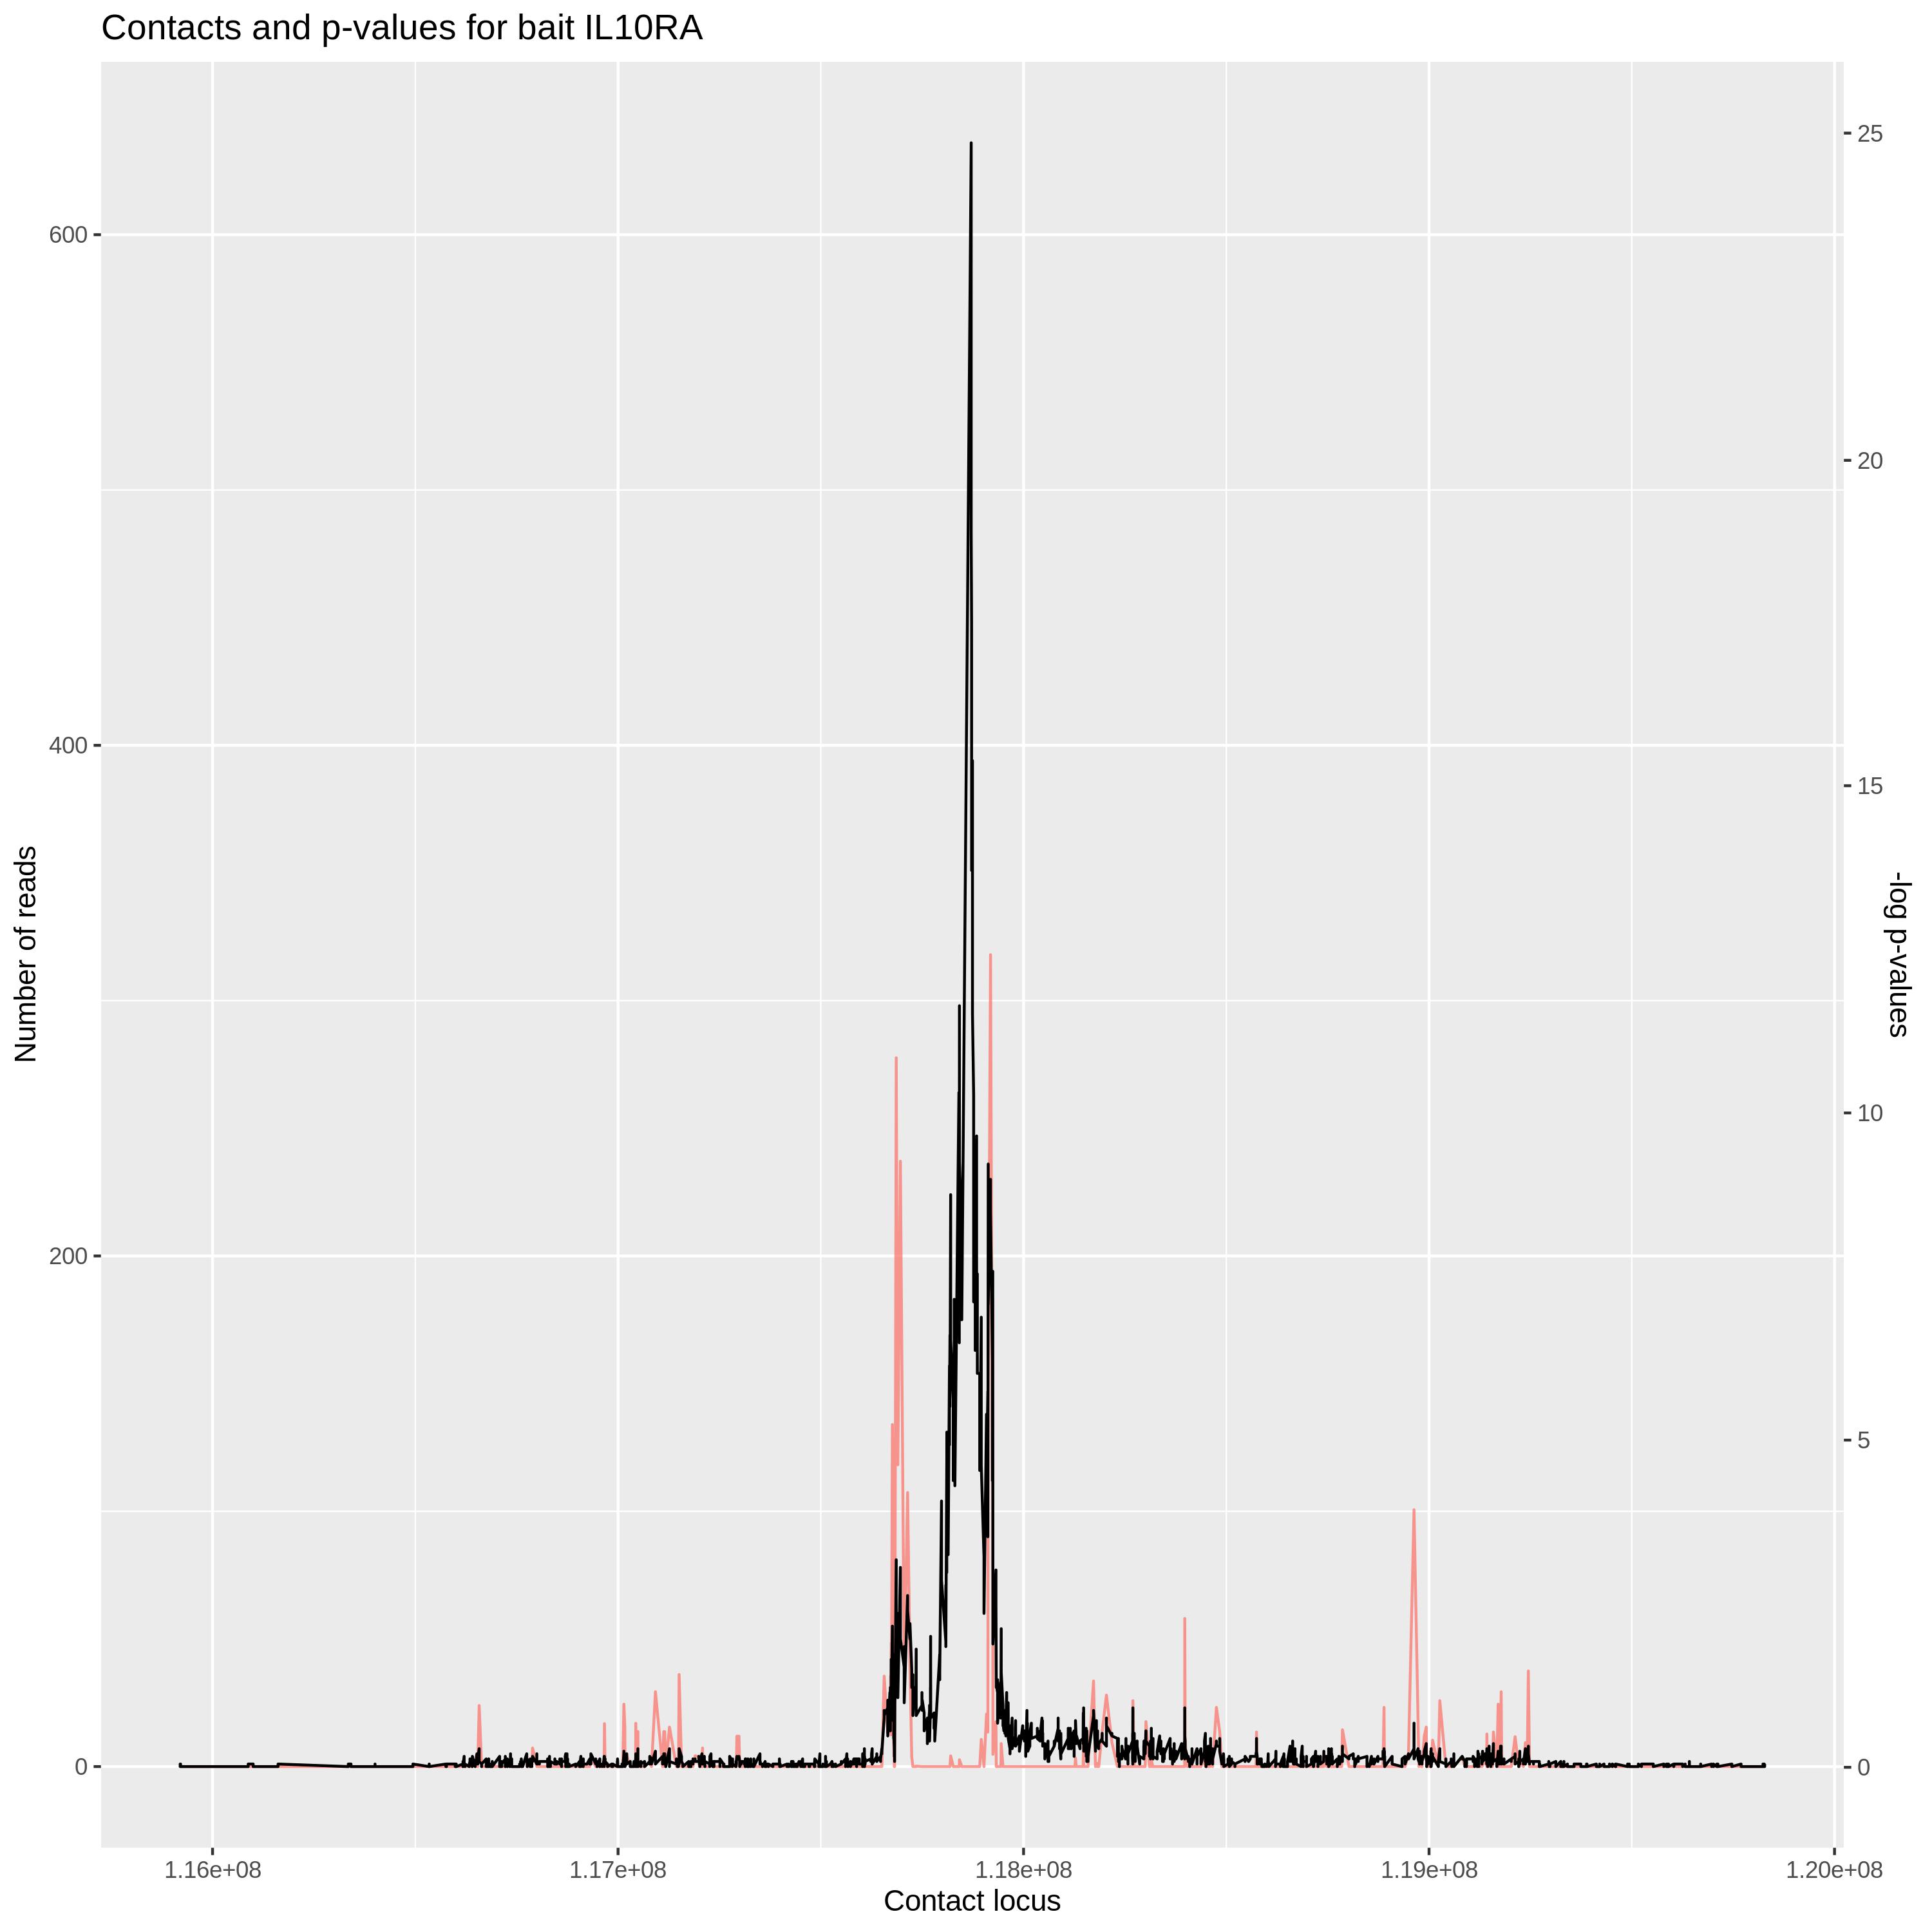 Contacts and p-values for bait IL10RA
Number of reads
600
400
200
0
25
20
15
10
5
0
-log p-values
1.16e+08
1.17e+08
1.18e+08
1.19e+08
1.20e+08
Contact locus